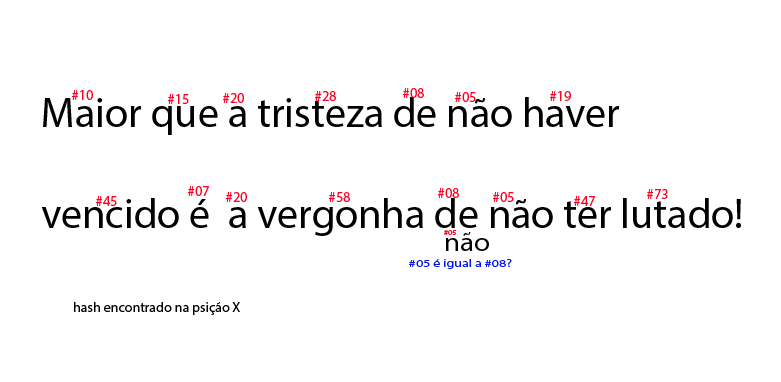 #10 #15 #20 #28 #08 #05 #19
Maior que a tristeza de não haver
#45 #07 #20 #58 #08 #05 #47 #73
vencido é a vergonha de não ter lutado!
#05
não
#05 é igual a #08?
hash encontrado na psição X